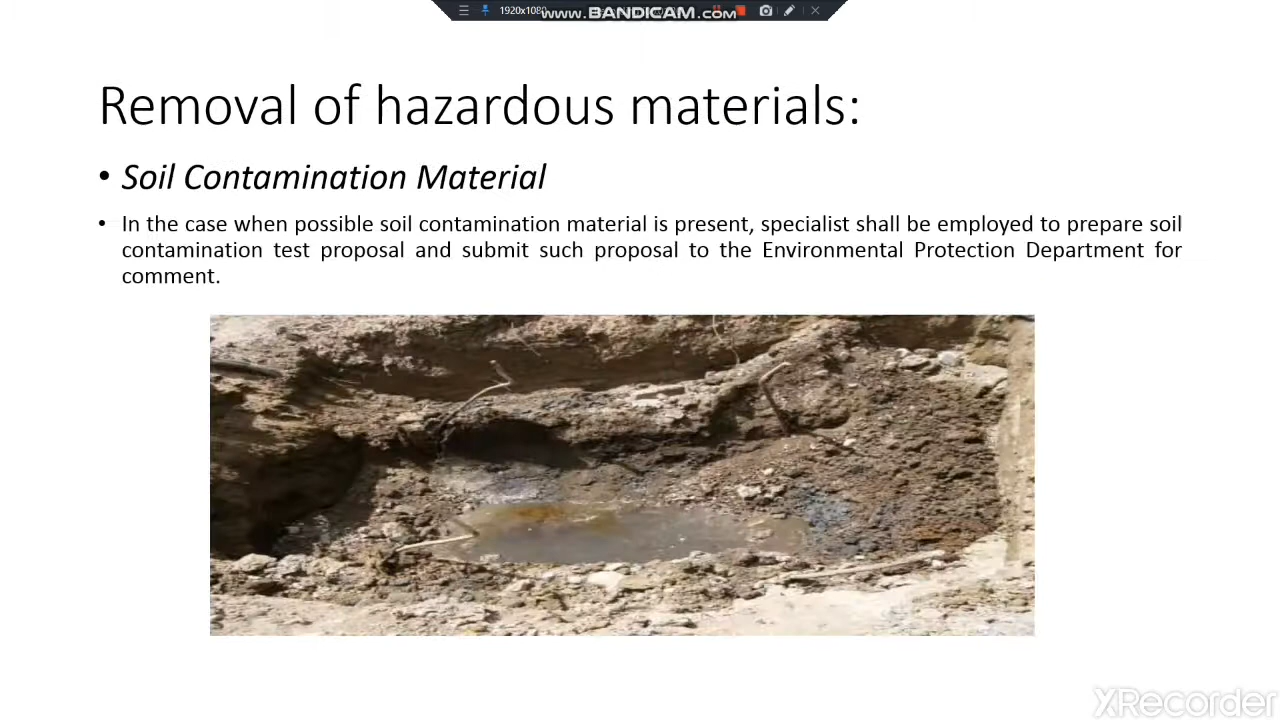 1920x1080
www.BANDICAM.com
Removal of hazardous materials:
• Soil Contamination Material
• In the case when possible soil contamination material is present, specialist shall be employed to prepare soil
contamination test proposal and submit such proposal to the Environmental Protection Department for
comment.
XRecorder